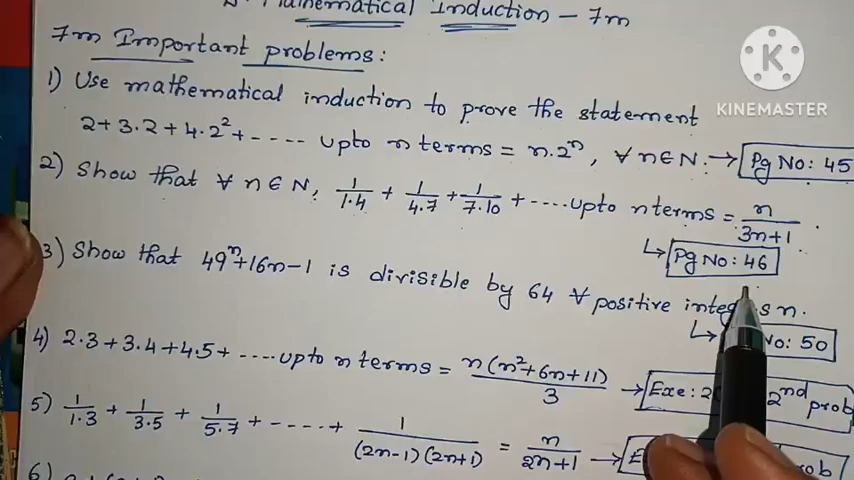 Mathematical Induction – 7m
7m Important problems:
1) Use mathematical induction to prove the statement
2+3.2+4.2²+ ..... upto n terms = n.2ⁿ, ∀ n∈N. → Pg No: 45
2) Show that ∀ n∈N, 1/1.4 + 1/4.7 + 1/7.10 + ....upto n terms = n/3n+1 .
↳ Pg No: 46
3) Show that 49ⁿ+16n-1 is divisible by 64 ∀ positive n.
↳ No: 50
4) 2.3+3.4+4.5+ ....upto n terms = n(n²+6n+11)/3 → Exe: 2nd prob
5) 1/1.3 + 1/3.5 + 1/5.7 + -----+ 1/(2n-1)(2n+1) = n/2n+1 →
6)
KINEMASTER